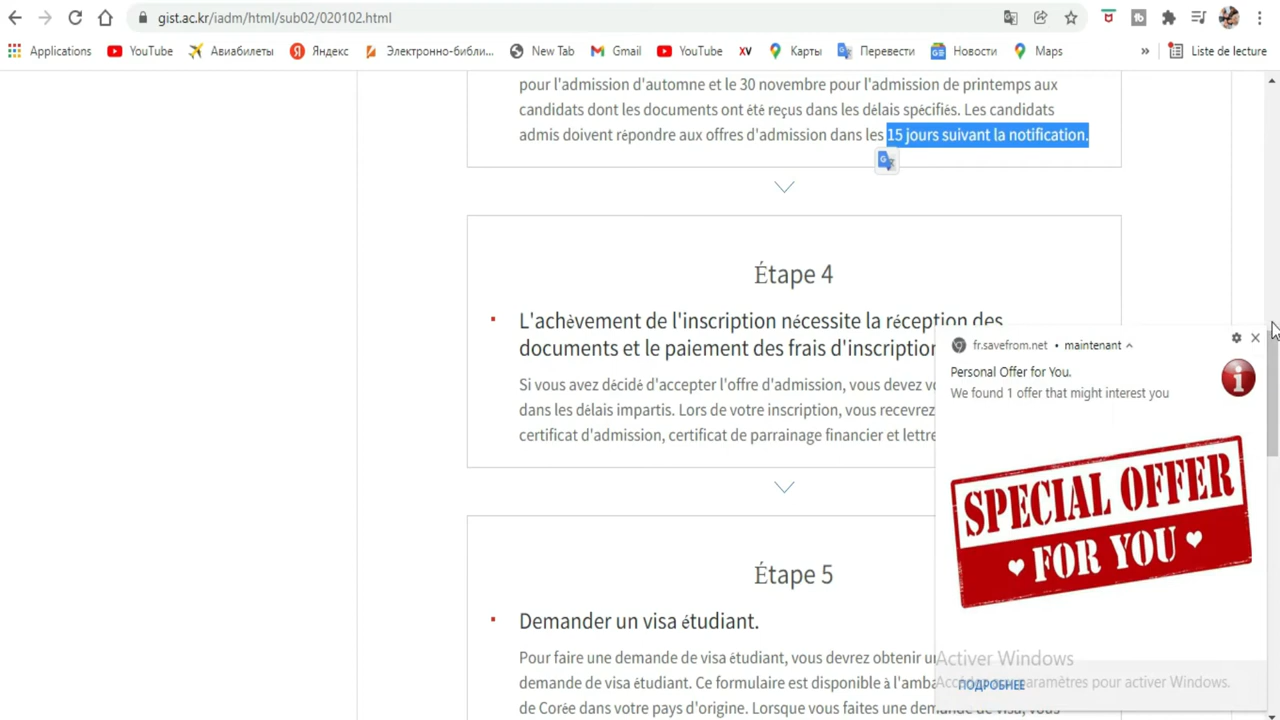 gist.ac.kr/iadm/html/sub02/020102.html
Applications
YouTube
Авиабилеты
Яндекс
Электронно-библи...
New Tab
Gmail
YouTube
XV
Карты
Перевести
Новости
Maps
»
Liste de lecture
pour l'admission d'automne et le 30 novembre pour l'admission de printemps aux
candidats dont les documents ont été reçus dans les délais spécifiés. Les candidats
admis doivent répondre aux offres d'admission dans les 15 jours suivant la notification.
Étape 4
L'achèvement de l'inscription nécessite la réception des
documents et le paiement des frais d'inscription
Si vous avez décidé d'accepter l'offre d'admission, vous devez
dans les délais impartis. Lors de votre inscription, vous recevrez
certificat d'admission, certificat de parrainage financier et lettre
Étape 5
Demander un visa étudiant.
Pour faire une demande de visa étudiant, vous devrez obtenir
demande de visa étudiant. Ce formulaire est disponible à
de Corée dans votre pays d'origine. Lorsque vous faites une demande de visa, vous
fr.savefrom.net • maintenant
Personal Offer for You.
We found 1 offer that might interest you
SPECIAL OFFER
FOR YOU
Activer Windows
ПОДРОБНЕЕ
paramètres pour activer Windows.